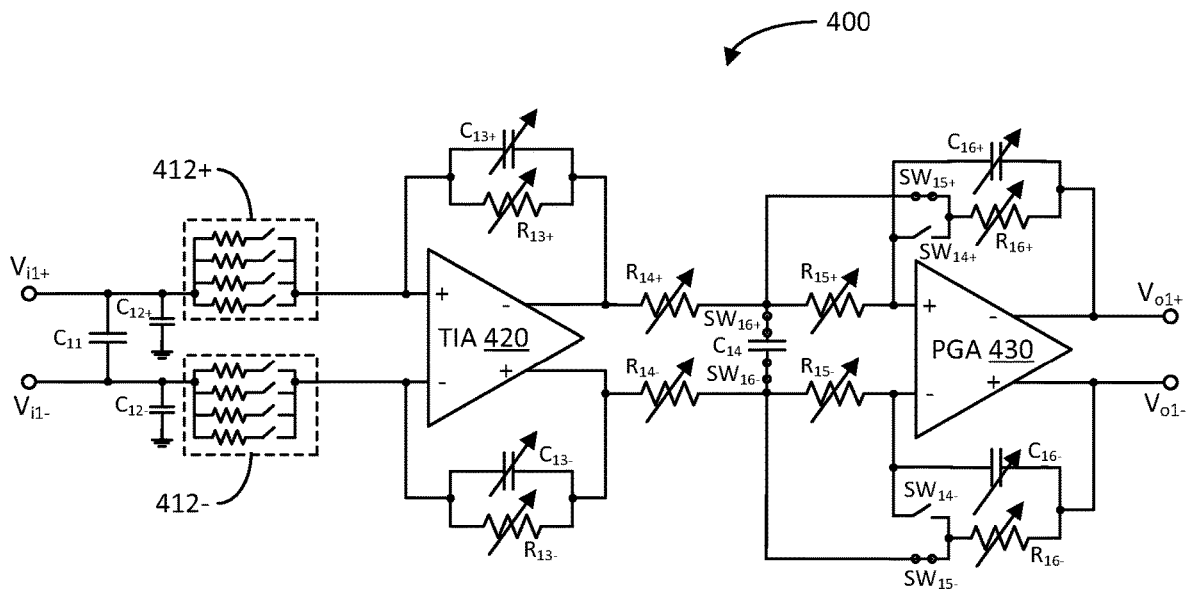 400
412+
C13+
R13+
C16+
SW15+
R16+
SW14+
Vi1+
C12+
C11
R14+
R15+
SW16+
C14
SW16-
+
-
TIA 420
-
+
+
-
PGA 430
-
+
Vo1+
Vo1-
Vi1-
C12-
R14-
R15-
412-
C13-
R13-
C16-
SW14-
R16-
SW15-